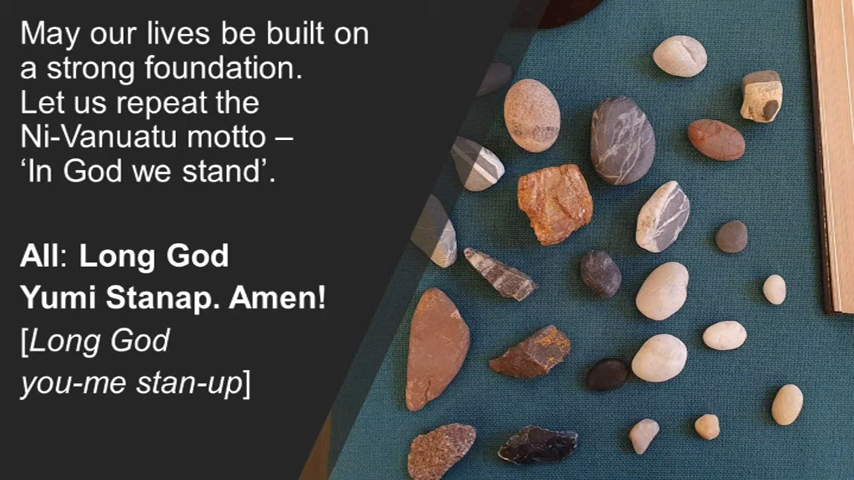 May our lives be built on
a strong foundation.
Let us repeat the
Ni-Vanuatu motto –
‘In God we stand’.
All: Long God
Yumi Stanap. Amen!
[Long God
you-me stan-up]